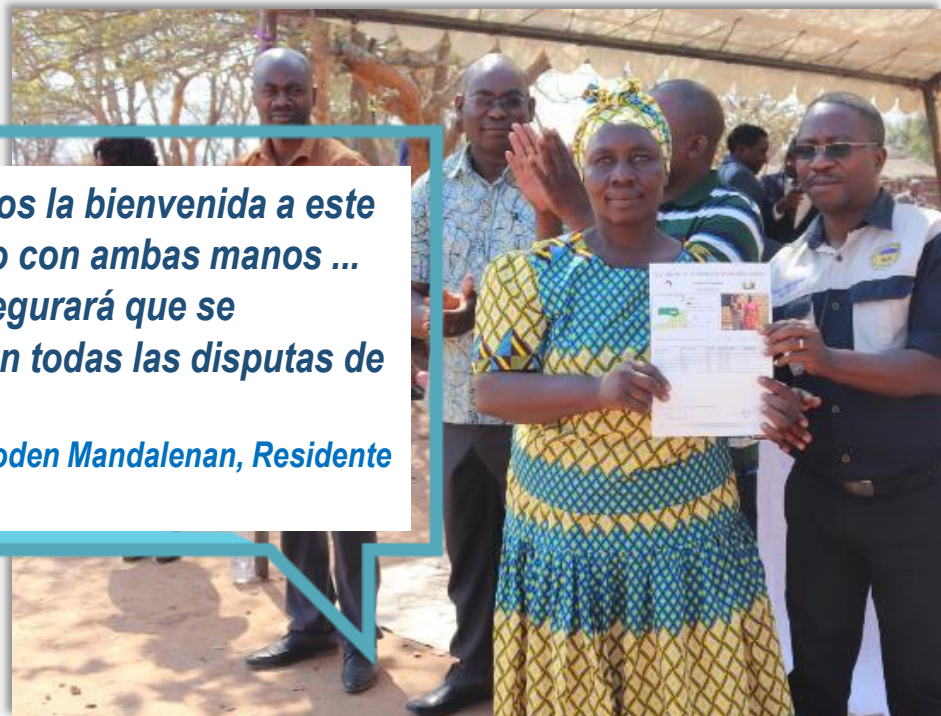 os la bienvenida a este
o con ambas manos ...
egurará que se
n todas las disputas de
oden Mandalenan, Residente